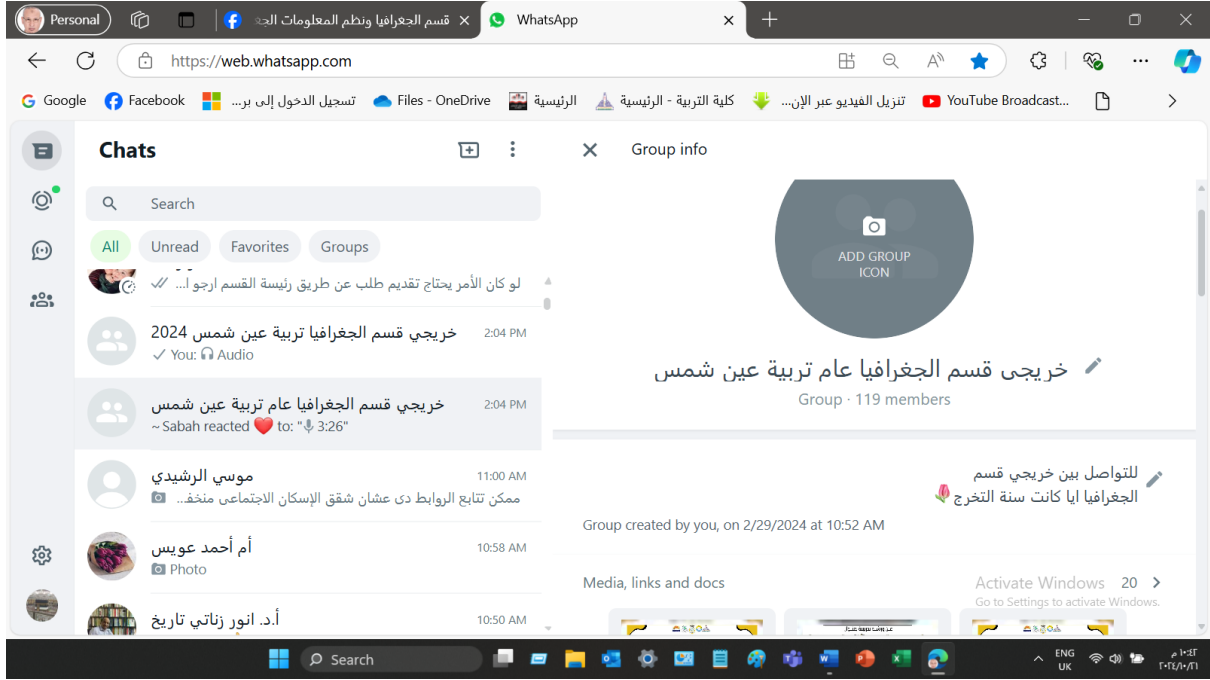 Personal
قسم الجغرافيا ونظم المعلومات الجغ
WhatsApp
https://web.whatsapp.com
Google
Facebook
تسجيل الدخول إلى بر...
Files - OneDrive
الرئيسية
كلية التربية - الرئيسية
تنزيل الفيديو عبر الإن...
YouTube Broadcast...
Chats
Search
All
Unread
Favorites
Groups
لو كان الأمر يحتاج تقديم طلب عن طريق رئيسة القسم ارجو ا...
خريجي قسم الجغرافيا تربية عين شمس 2024
2:04 PM
You: Audio
خريجي قسم الجغرافيا عام تربية عين شمس
2:04 PM
~ Sabah reacted ❤️ to: "3:26"
موسي الرشيدي
11:00 AM
ممكن تتابع الروابط دى عشان شقق الإسكان الاجتماعى منخف...
أم أحمد عويس
10:58 AM
Photo
أ.د. انور زناتي تاريخ
10:50 AM
Group info
ADD GROUP
ICON
خريجى قسم الجغرافيا عام تربية عين شمس
Group · 119 members
للتواصل بين خريجي قسم
الجغرافيا ايا كانت سنة التخرج🌷
Group created by you, on 2/29/2024 at 10:52 AM
Media, links and docs
20
Activate Windows
Go to Settings to activate Windows.
Search
ENG
UK
١٠:٤٢ م
٢٠٢٤/١٠/٢١